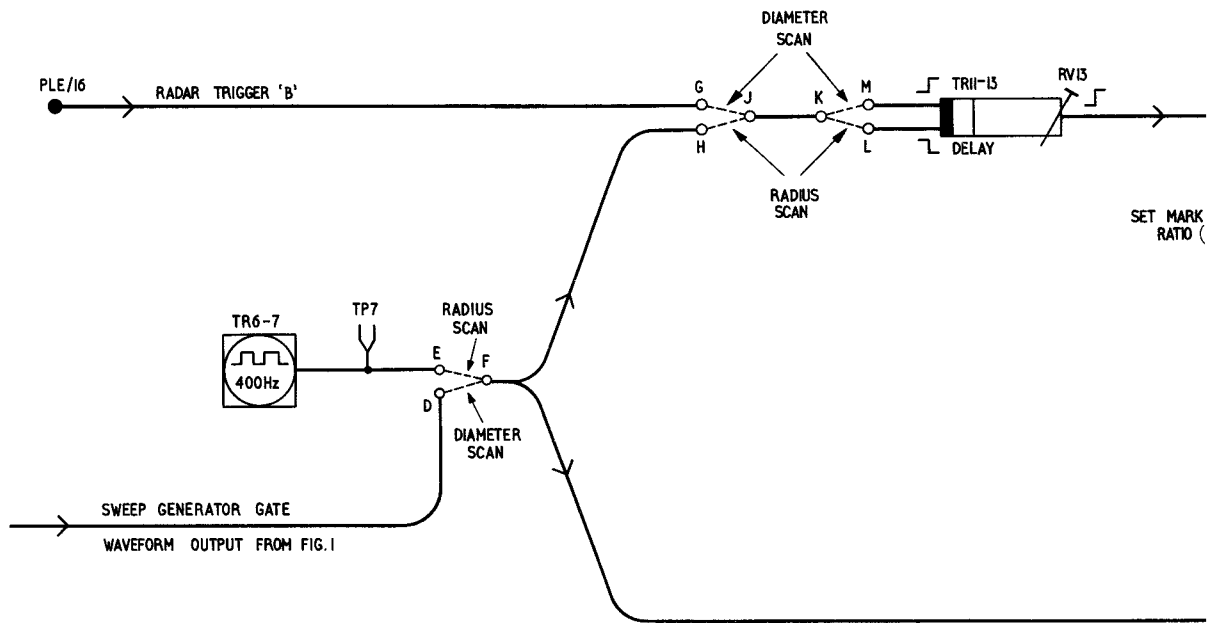 DIAMETER
SCAN
PLE/16
RADAR TRIGGER 'B'
G
J
K
M
TR11-13
RV13
H
L
DELAY
RADIUS
SCAN
SET MARK
RATIO (
TR6-7
TP7
RADIUS
SCAN
E
F
400Hz
D
DIAMETER
SCAN
SWEEP GENERATOR GATE
WAVEFORM OUTPUT FROM FIG.1